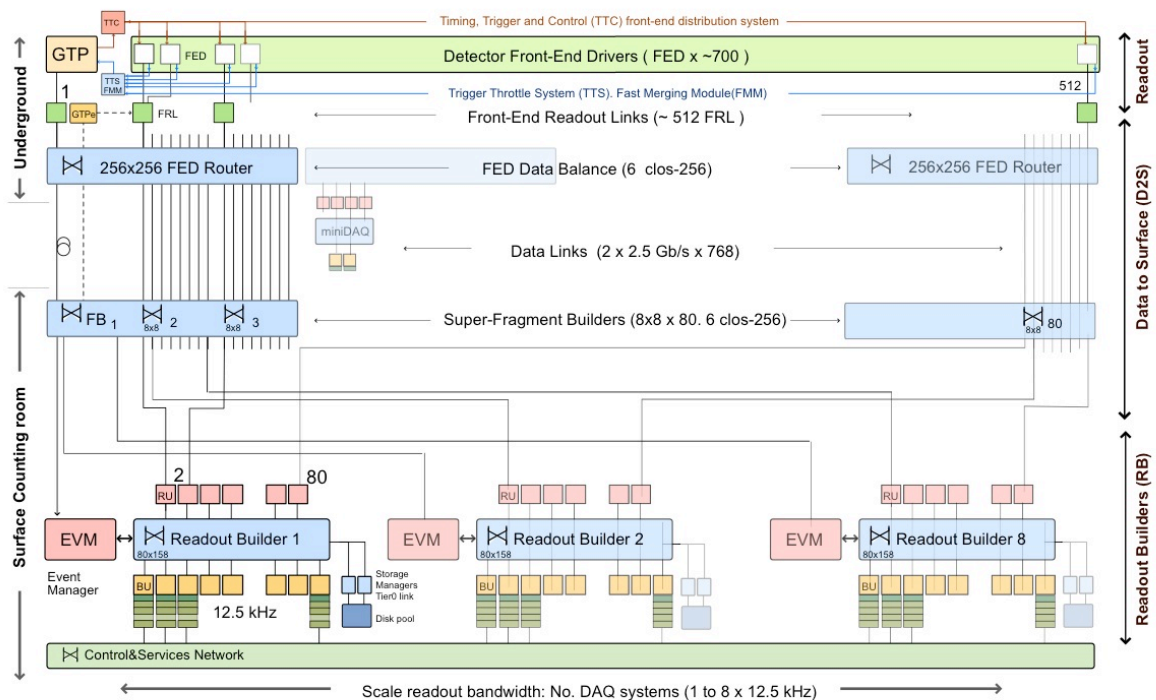 TTC
Timing, Trigger and Control (TTC) front-end distribution system
GTP
FED
Detector Front-End Drivers ( FED x ~700 )
TTS
FMM
Trigger Throttle System (TTS). Fast Merging Module(FMM)
1
512
GTPe
FRL
Front-End Readout Links (~ 512 FRL )
256x256 FED Router
FED Data Balance (6 clos-256)
256x256 FED Router
miniDAQ
Data Links (2 x 2.5 Gb/s x 768)
FB 1
8x8
2
8x8
3
Super-Fragment Builders (8x8 x 80. 6 clos-256)
8x8
80
Underground
Surface Counting room
Readout
Data to Surface (D2S)
Readout Builders (RB)
2
80
RU
RU
RU
EVM
Readout Builder 1
80x158
EVM
Readout Builder 2
80x158
EVM
Readout Builder 8
80x158
Event
Manager
BU
12.5 kHz
Storage
Managers
Tier0 link
Disk pool
BU
BU
Control&Services Network
Scale readout bandwidth: No. DAQ systems (1 to 8 x 12.5 kHz)